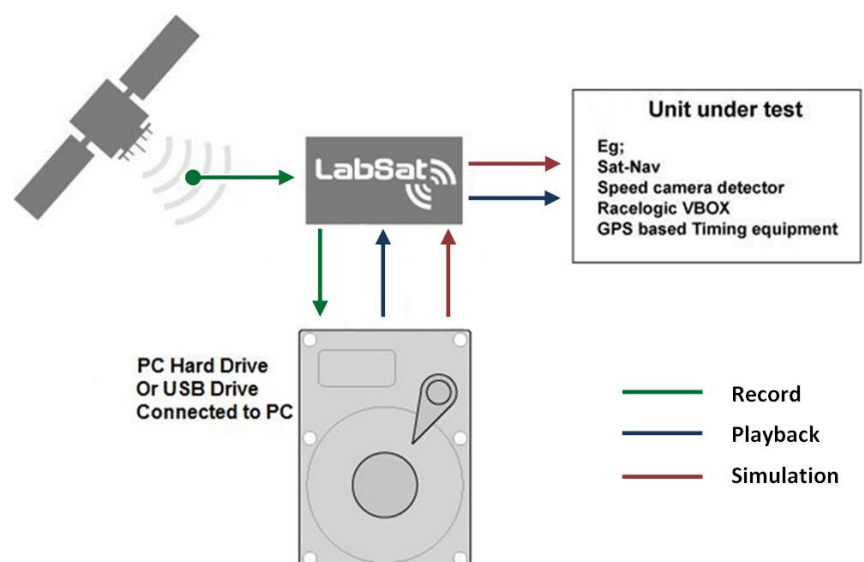 LabSat
Unit under test
Eg;
Sat-Nav
Speed camera detector
Racelogic VBOX
GPS based Timing equipment
PC Hard Drive
Or USB Drive
Connected to PC
Record
Playback
Simulation